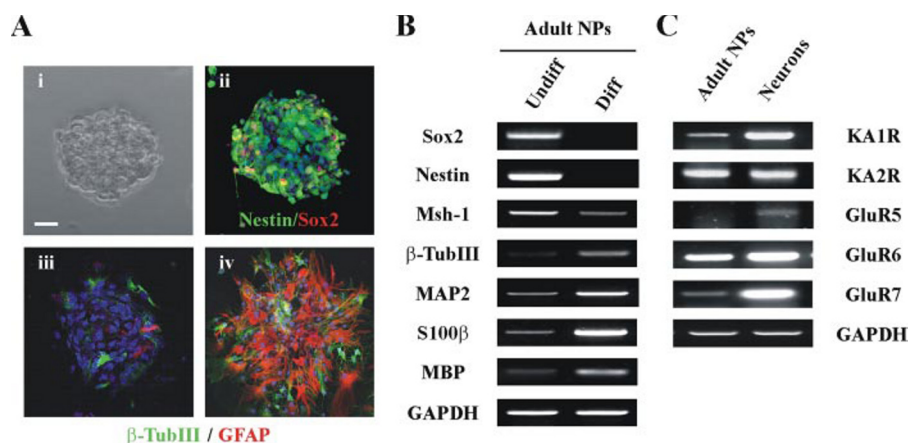 A
i
ii
Nestin/Sox2
iii
iv
β-TubIII / GFAP
B
Adult NPs
Undiff
Diff
Sox2
Nestin
Msh-1
β-TubIII
MAP2
S100β
MBP
GAPDH
C
Adult NPs
Neurons
KA1R
KA2R
GluR5
GluR6
GluR7
GAPDH